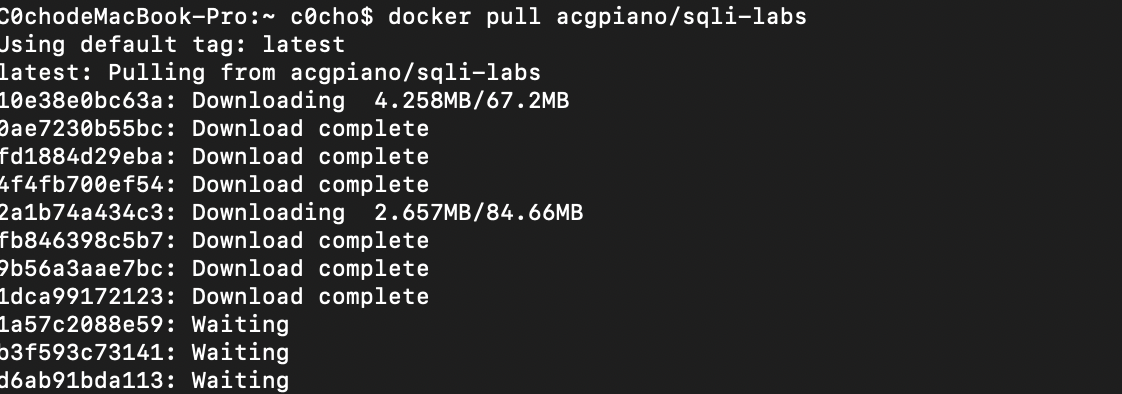 C0chodeMacBook-Pro:~ c0cho$ docker pull acgpiano/sqli-labs
Using default tag: latest
latest: Pulling from acgpiano/sqli-labs
10e38e0bc63a: Downloading  4.258MB/67.2MB
0ae7230b55bc: Download complete
fd1884d29eba: Download complete
4f4fb700ef54: Download complete
2a1b74a434c3: Downloading  2.657MB/84.66MB
fb846398c5b7: Download complete
9b56a3aae7bc: Download complete
1dca99172123: Download complete
1a57c2088e59: Waiting
b3f593c73141: Waiting
d6ab91bda113: Waiting